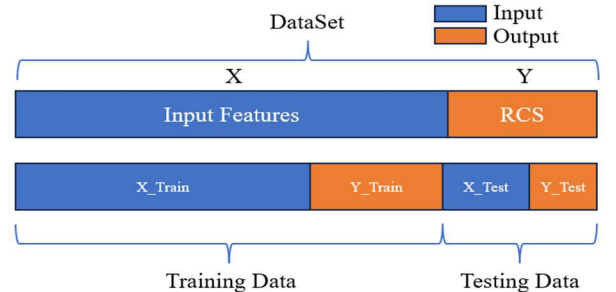 Input
DataSet
Output
X Y
Input Features RCS
X_Train Y_Train X_Test Y_Test
Training Data Testing Data